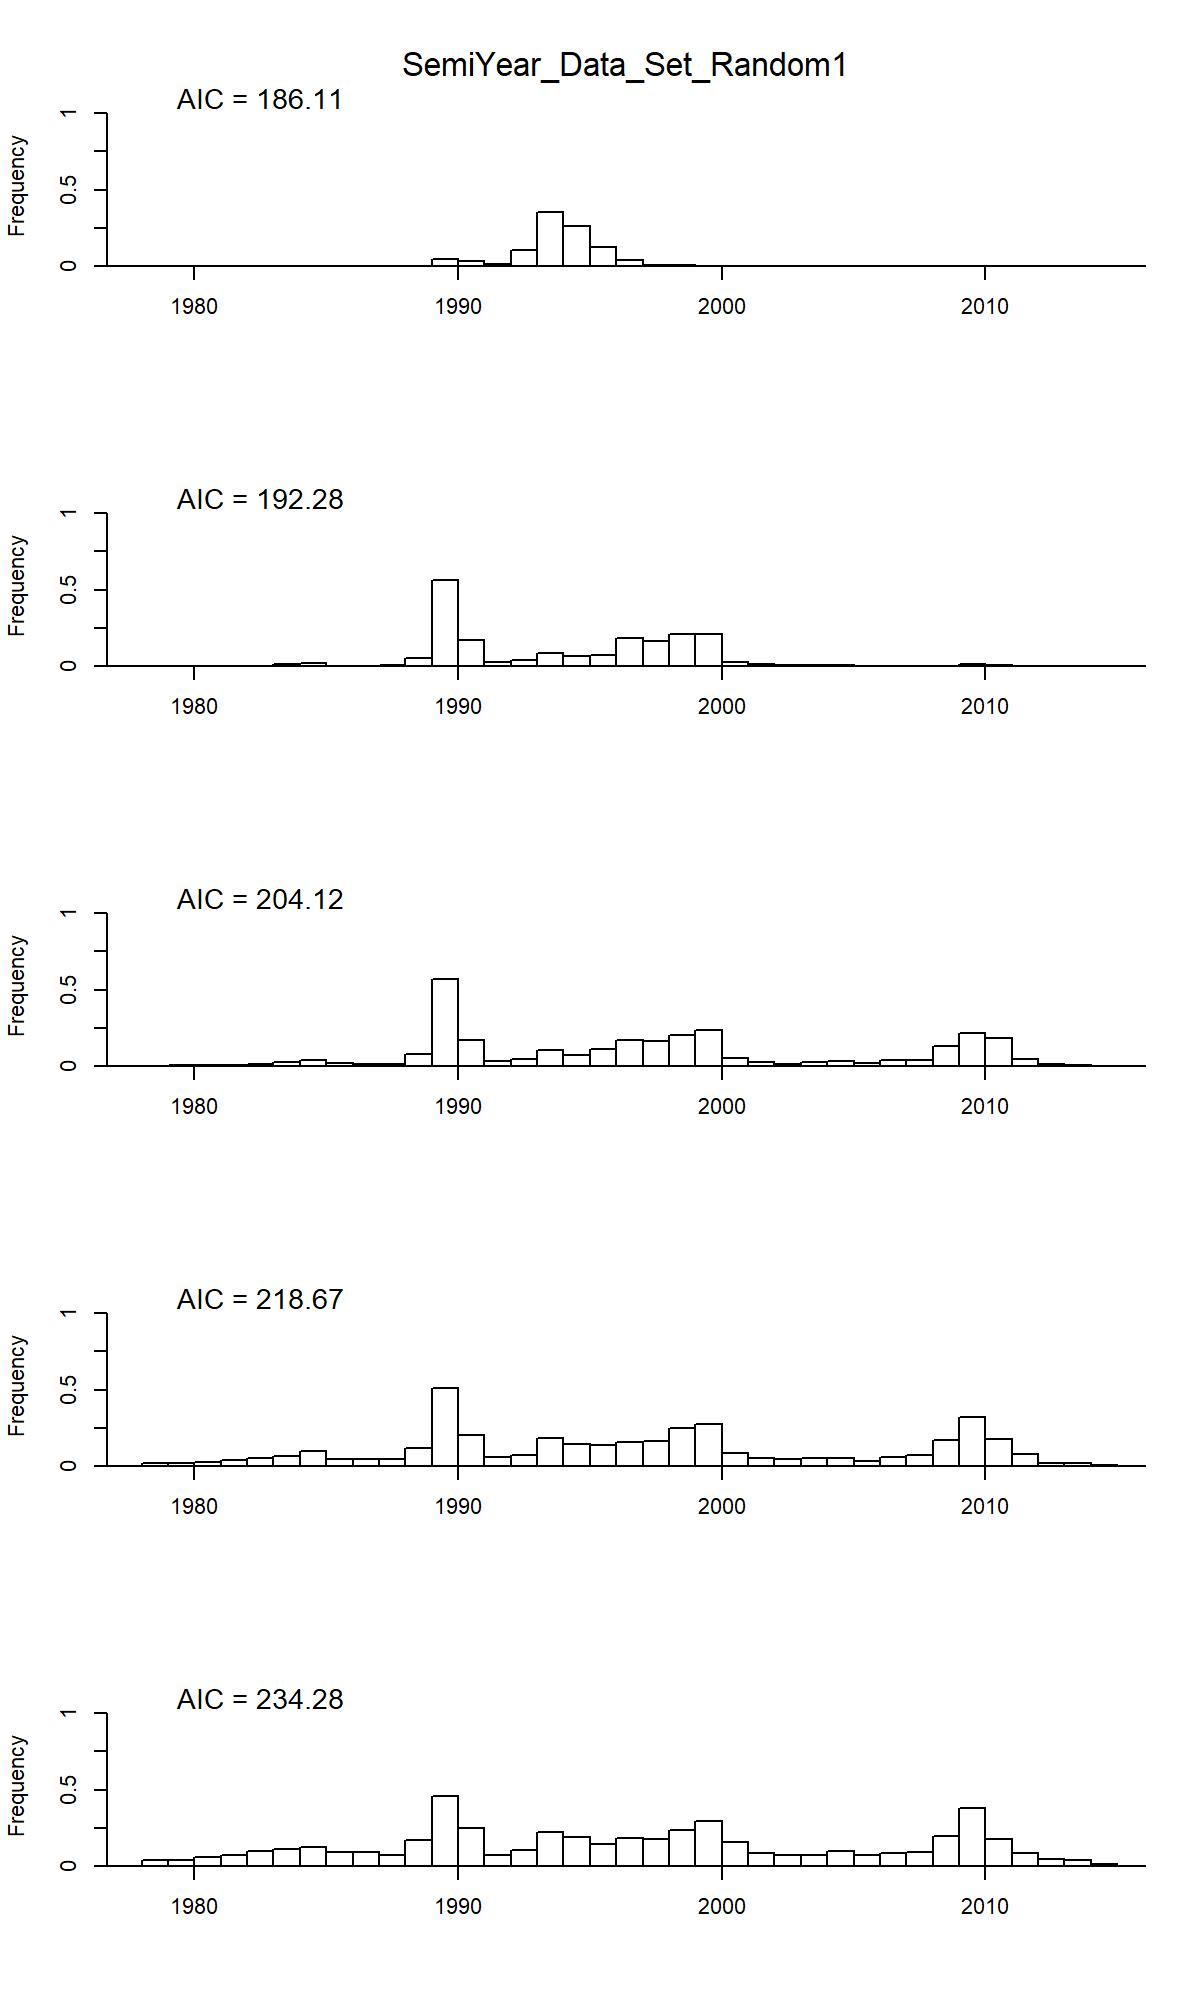 SemiYear_Data_Set_Random1
AIC = 186.11
Frequency
0 0.5 1
1980 1990 2000 2010
AIC = 192.28
Frequency
0 0.5 1
1980 1990 2000 2010
AIC = 204.12
Frequency
0 0.5 1
1980 1990 2000 2010
AIC = 218.67
Frequency
0 0.5 1
1980 1990 2000 2010
AIC = 234.28
Frequency
0 0.5 1
1980 1990 2000 2010